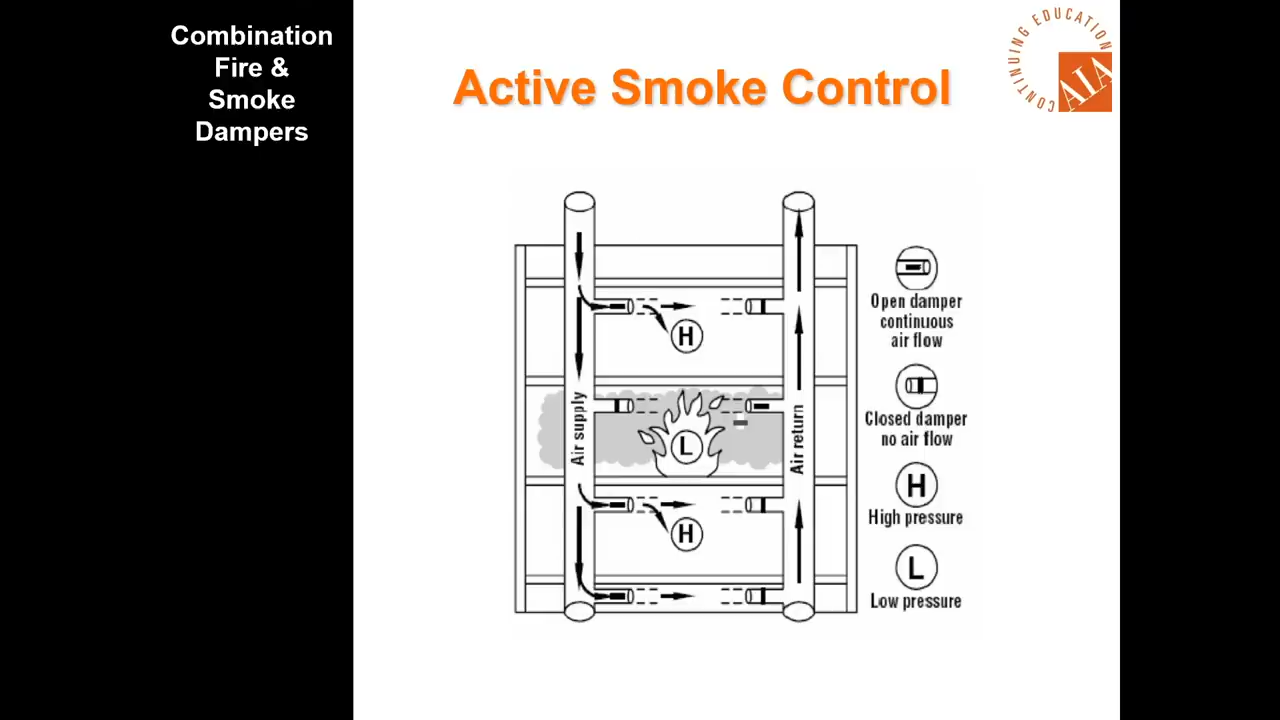 Combination
Fire &
Smoke
Dampers
Active Smoke Control
CONTINUING EDUCATION
AIA
H
Air supply
L
Air return
H
Open damper
continuous
air flow
Closed damper
no air flow
H
High pressure
L
Low pressure